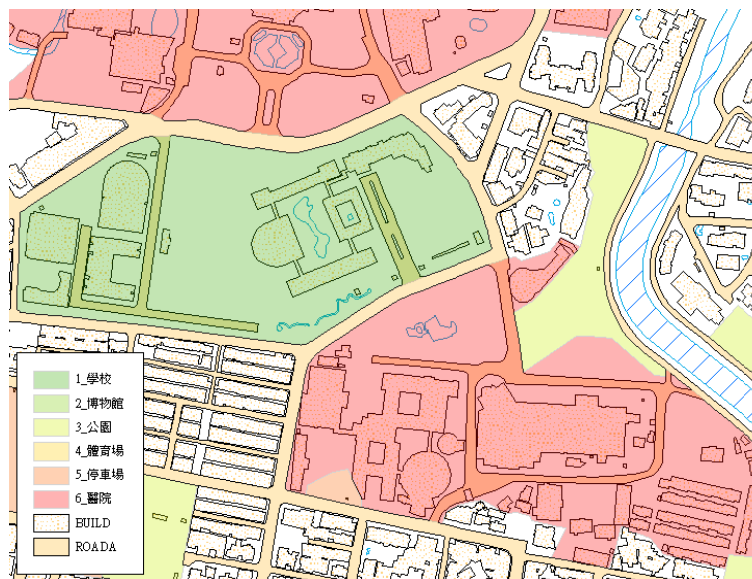 1_學校
2_博物館
3_公園
4_體育場
5_停車場
6_醫院
BUILD
ROADA